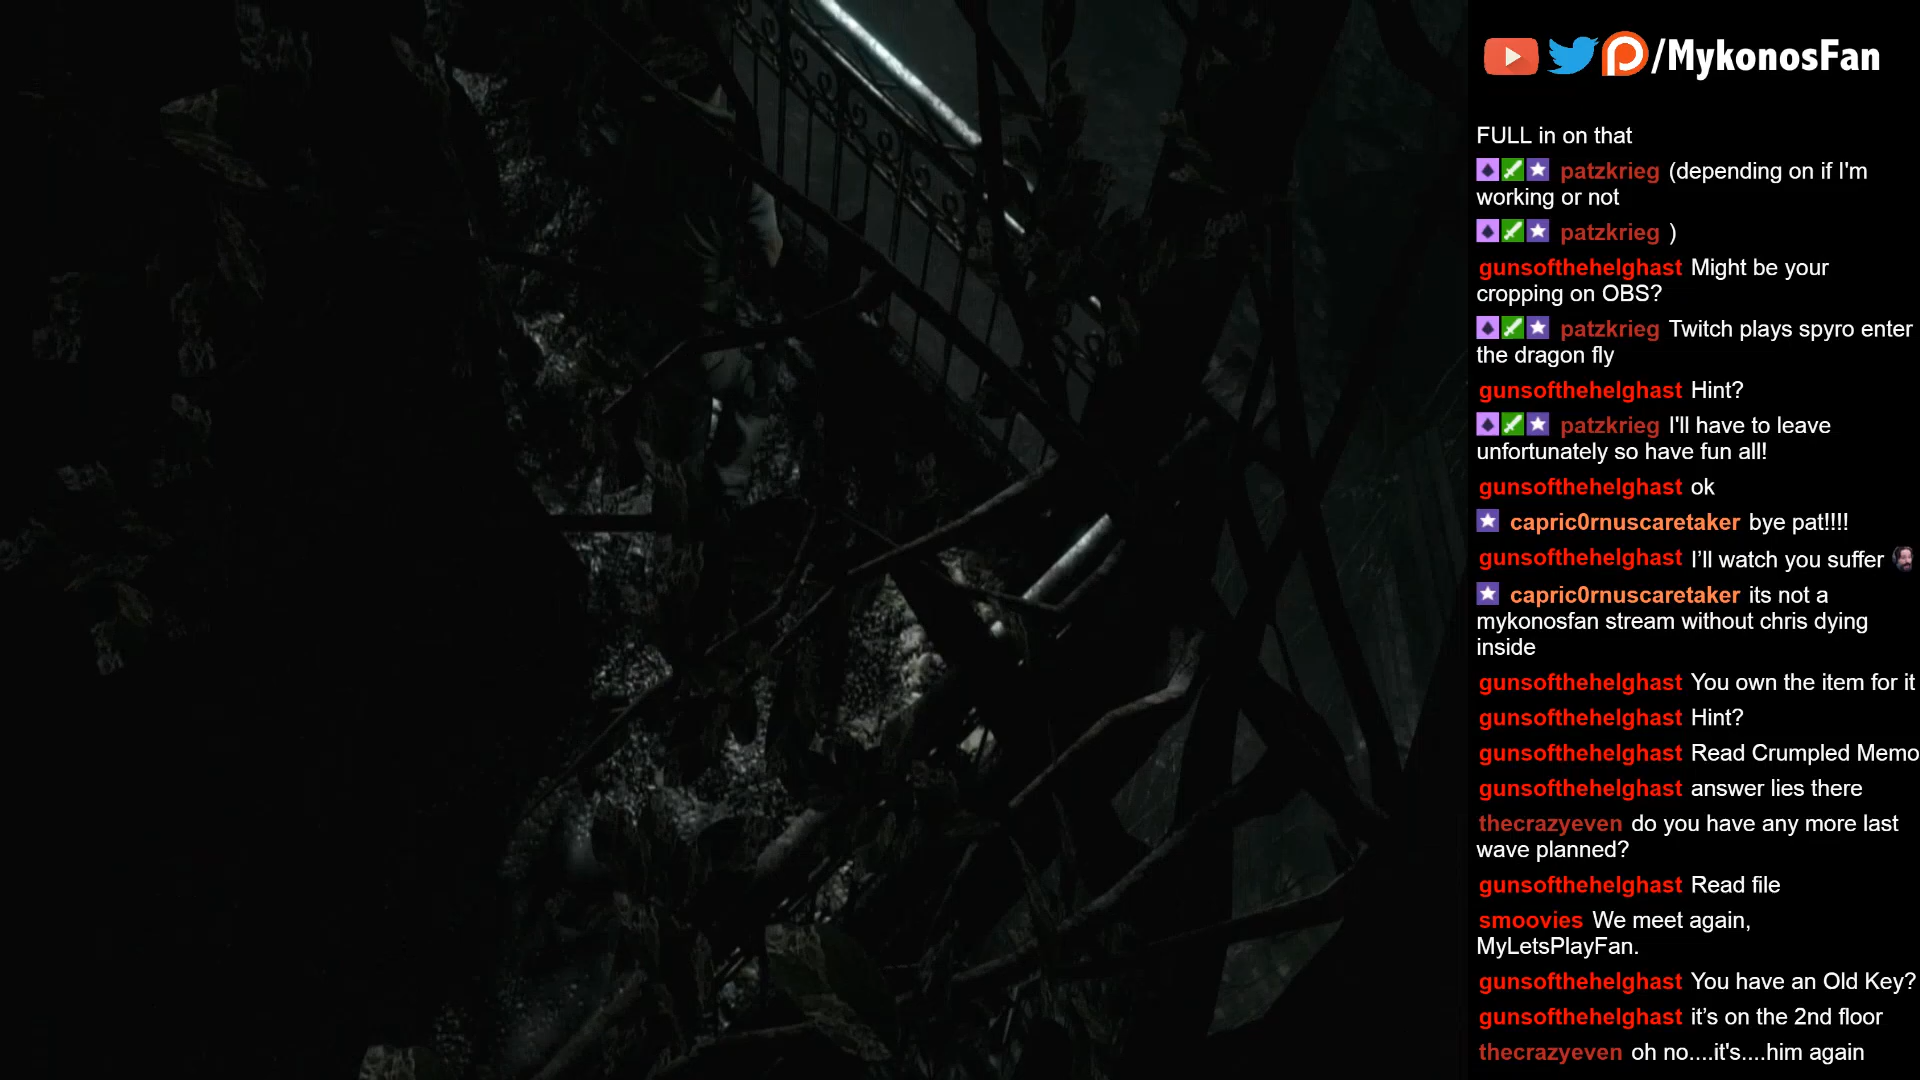 /MykonosFan
FULL in on that
patzkrieg (depending on if I'm
working or not
patzkrieg )
gunsofthehelghast Might be your
cropping on OBS?
patzkrieg Twitch plays spyro enter
the dragon fly
gunsofthehelghast Hint?
patzkrieg I'll have to leave
unfortunately so have fun all!
gunsofthehelghast ok
capric0rnuscaretaker bye pat!!!!
gunsofthehelghast I’ll watch you suffer
capric0rnuscaretaker its not a
mykonosfan stream without chris dying
inside
gunsofthehelghast You own the item for it
gunsofthehelghast Hint?
gunsofthehelghast Read Crumpled Memo
gunsofthehelghast answer lies there
thecrazyeven do you have any more last
wave planned?
gunsofthehelghast Read file
smoovies We meet again,
MyLetsPlayFan.
gunsofthehelghast You have an Old Key?
gunsofthehelghast it’s on the 2nd floor
thecrazyeven oh no....it's....him again